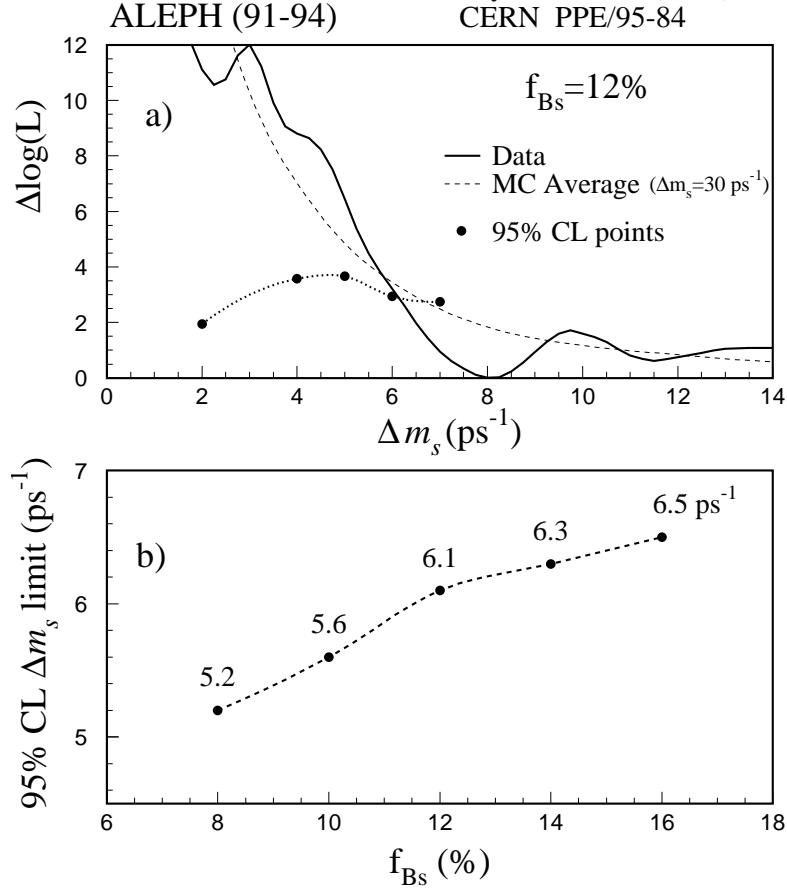 ALEPH (91-94)
CERN PPE/95-84
12
10
8
6
4
2
0
Δlog(L)
a)
f_Bs=12%
Data
MC Average (Δm_s=30 ps⁻¹)
95% CL points
0 2 4 6 8 10 12 14
Δm_s (ps⁻¹)
7
6
5
95% CL Δm_s limit (ps⁻¹)
b)
5.2
5.6
6.1
6.3
6.5 ps⁻¹
6 8 10 12 14 16 18
f_Bs (%)